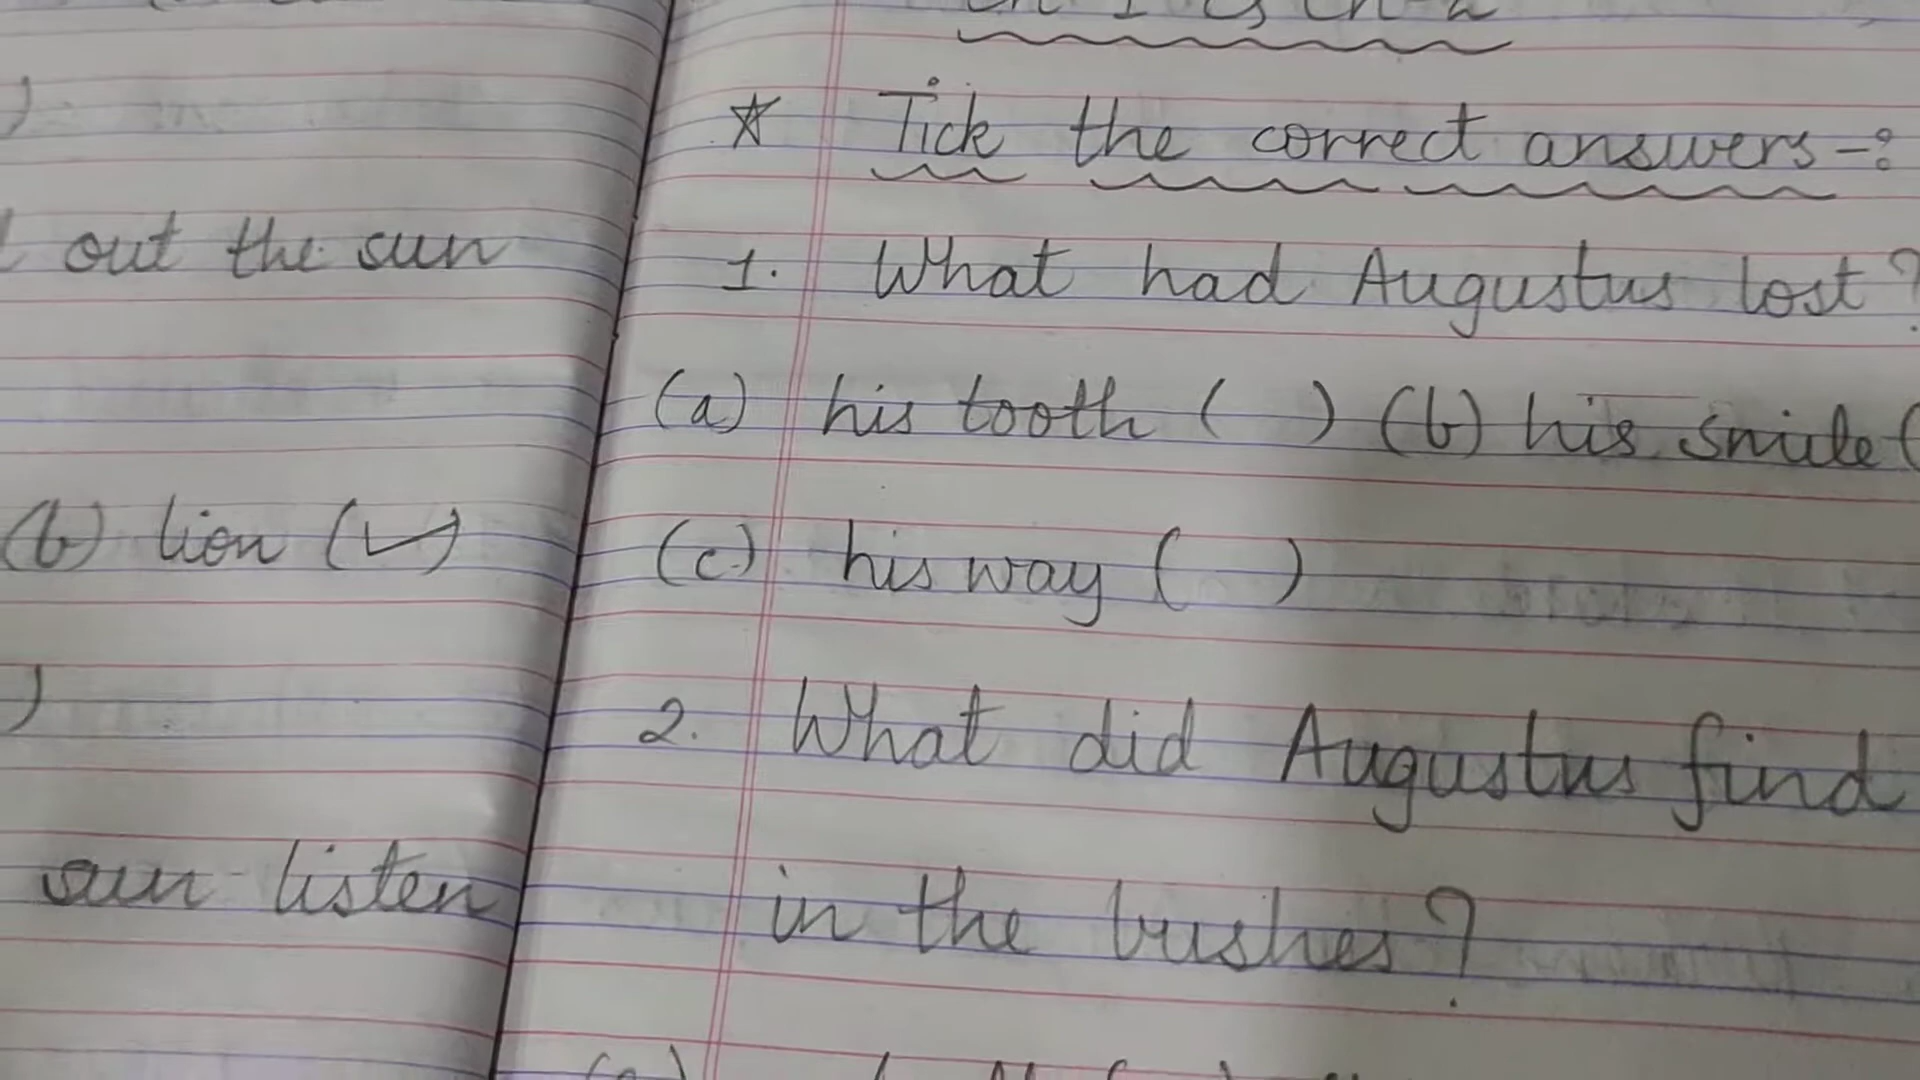 out the sun
(b) lion (✓)
sun listen
☆ Tick the correct answers-:
1. What had Augustus lost?
(a) his tooth ( ) (b) his smile (
(c) his way ( )
2. What did Augustus find
in the bushes?